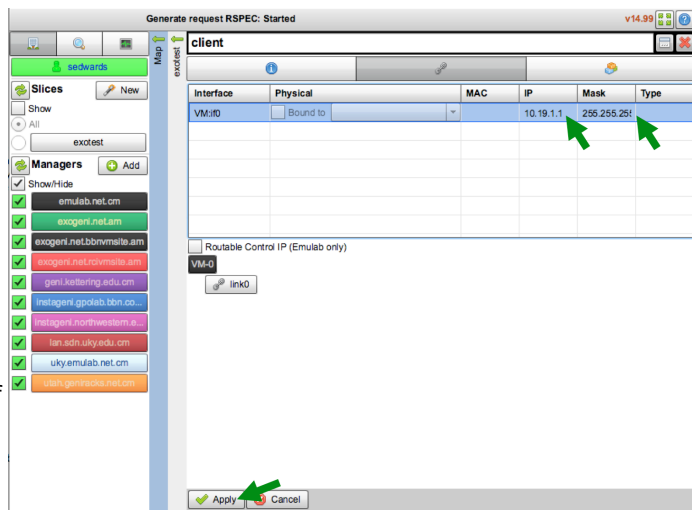 Generate request RSPEC: Started
v14.99
sedwards
Slices
New
Show
All
exotest
Managers
Add
Show/Hide
emulab.net.cm
exogeni.net.am
exogeni.net.bbnvmsite.am
exogeni.net.rcivmsite.am
geni.kettering.edu.cm
instageni.gpolab.bbn.co...
instageni.northwestern.e...
lan.sdn.uky.edu.cm
uky.emulab.net.cm
utah.geniracks.net.cm
Map
exotest
client
Interface Physical MAC IP Mask Type
VM:if0 Bound to 10.19.1.1 255.255.25
Routable Control IP (Emulab only)
VM-0
link0
Apply Cancel